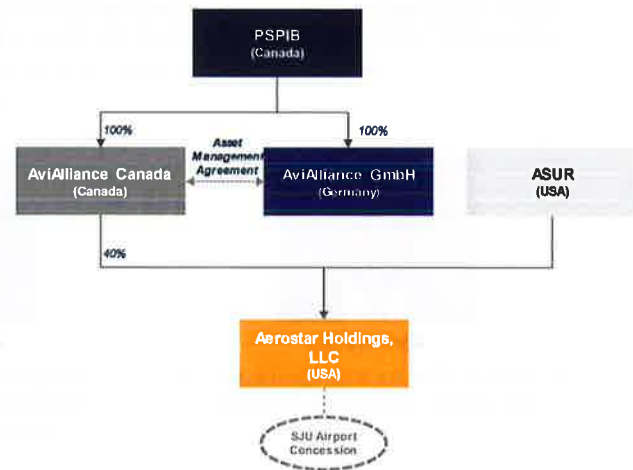 PSPIB
(Canada)
100%
Asset
Management
Agreement
100%
AviAlliance Canada
(Canada)
AviAlliance GmbH
(Germany)
ASUR
(USA)
40%
Aerostar Holdings,
LLC
(USA)
SJU Airport
Concession